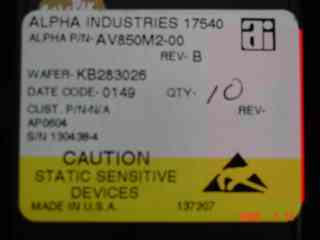 ALPHA INDUSTRIES 17540
ALPHA P/N- AV850M2-00
REV- B
WAFER- KB283026
DATE CODE- 0149 QTY- 10
CUST. P/N-N/A REV-
AP0604
S/N 130438-4
CAUTION
STATIC SENSITIVE
DEVICES
MADE IN U.S.A. 137207